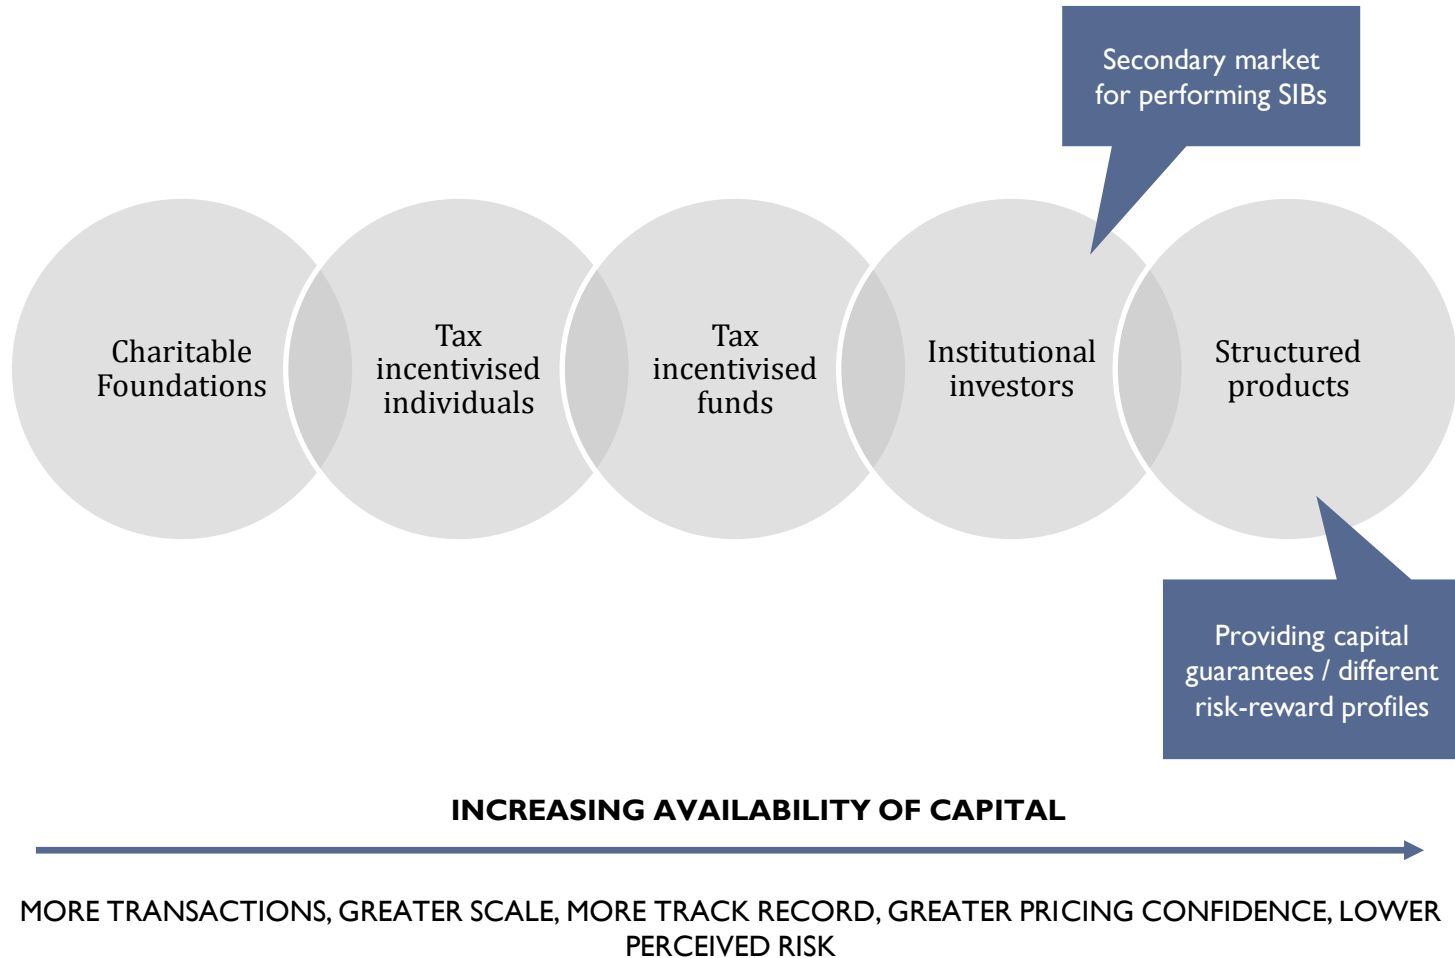 Secondary market
for performing SIBs
Charitable
Foundations
Tax
incentivised
individuals
Tax
incentivised
funds
Institutional
investors
Structured
products
Providing capital
guarantees / different
risk-reward profiles
INCREASING AVAILABILITY OF CAPITAL
MORE TRANSACTIONS, GREATER SCALE, MORE TRACK RECORD, GREATER PRICING CONFIDENCE, LOWER
PERCEIVED RISK